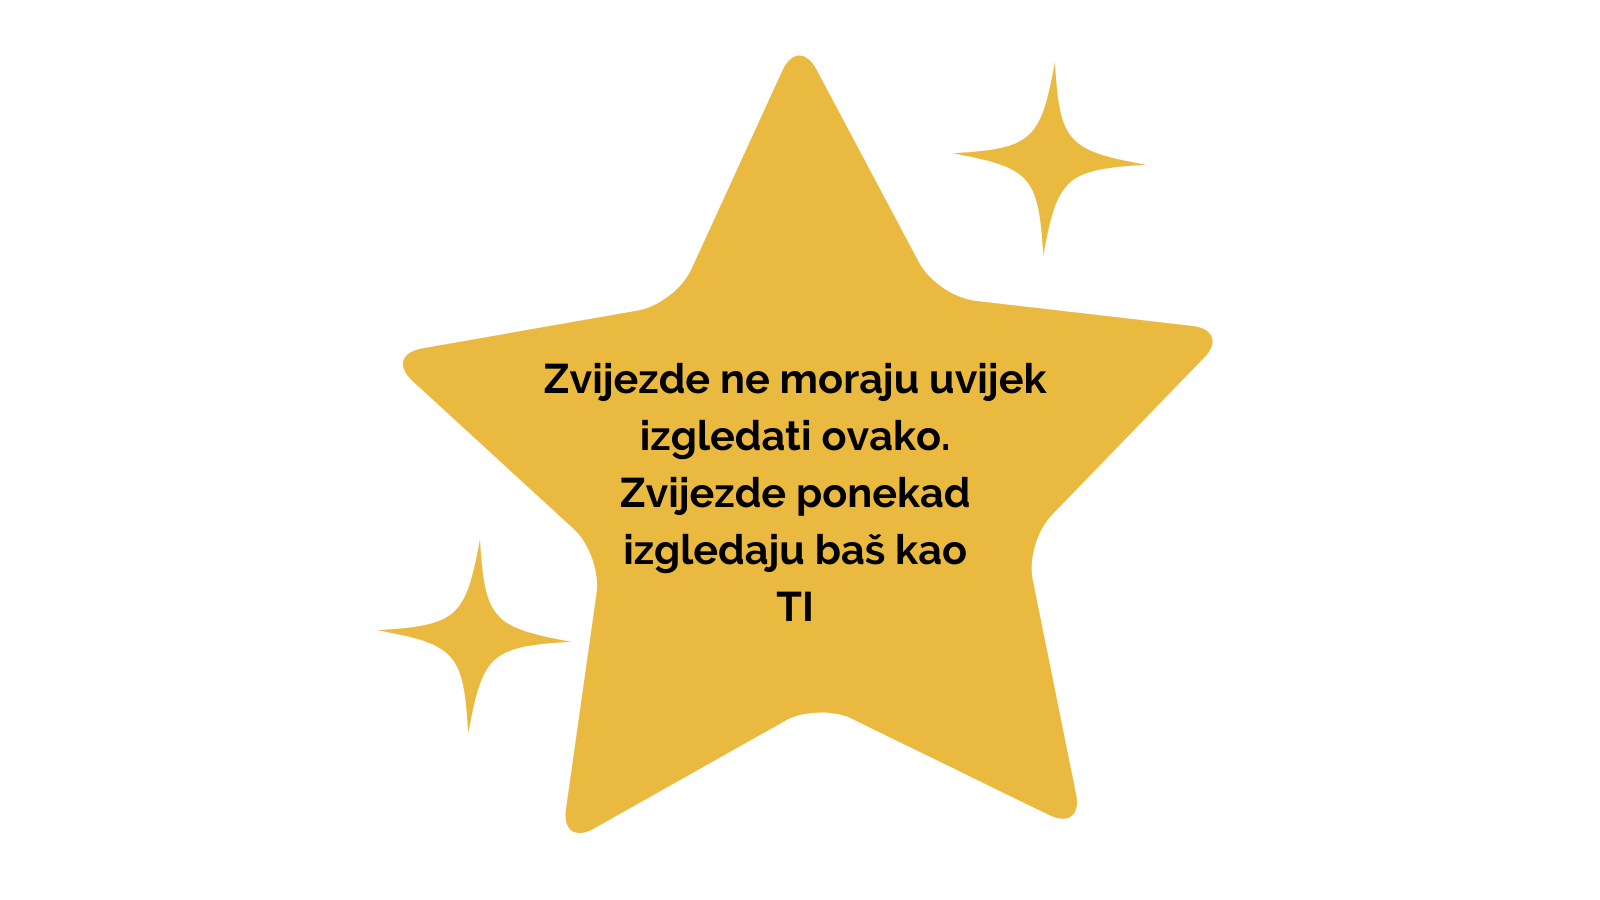 Zvijezde ne moraju uvijek
izgledati ovako.
Zvijezde ponekad
izgledaju baš kao
TI